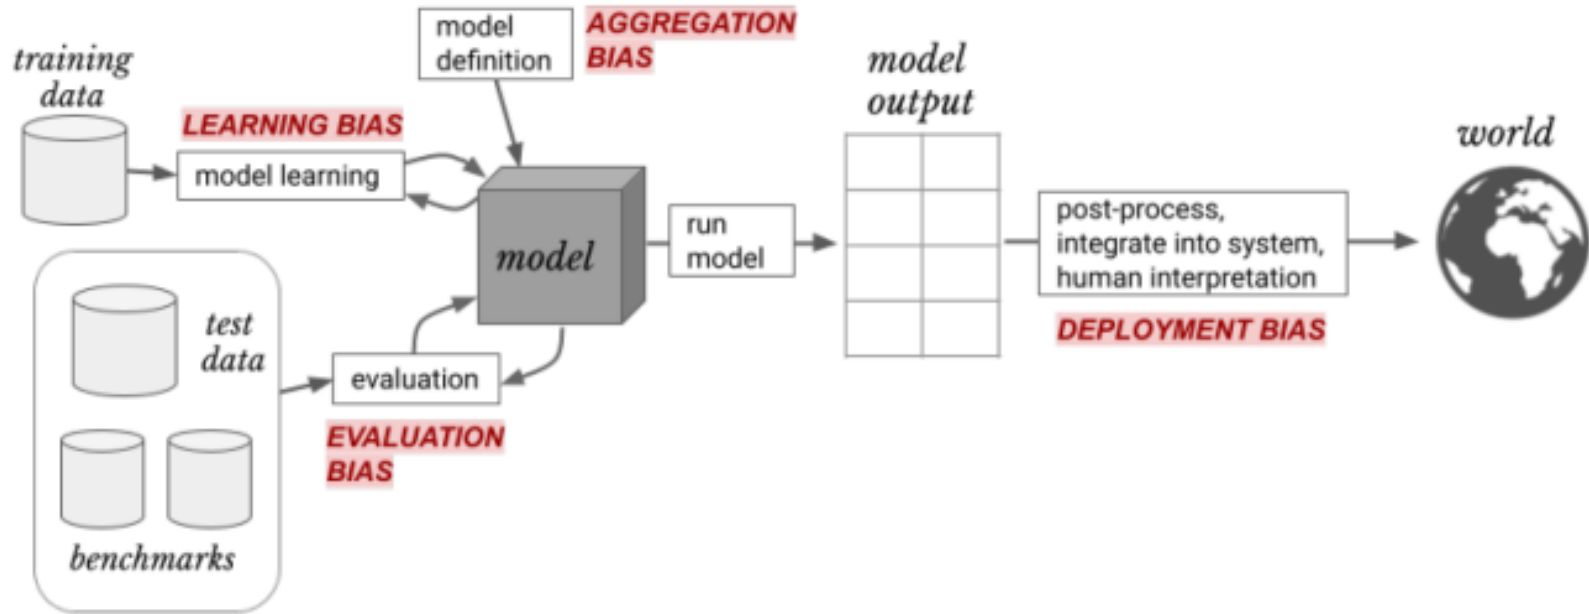 training
data
LEARNING BIAS
model learning
model
definition
AGGREGATION
BIAS
model
test
data
benchmarks
evaluation
EVALUATION
BIAS
run
model
model
output
post-process,
integrate into system,
human interpretation
DEPLOYMENT BIAS
world